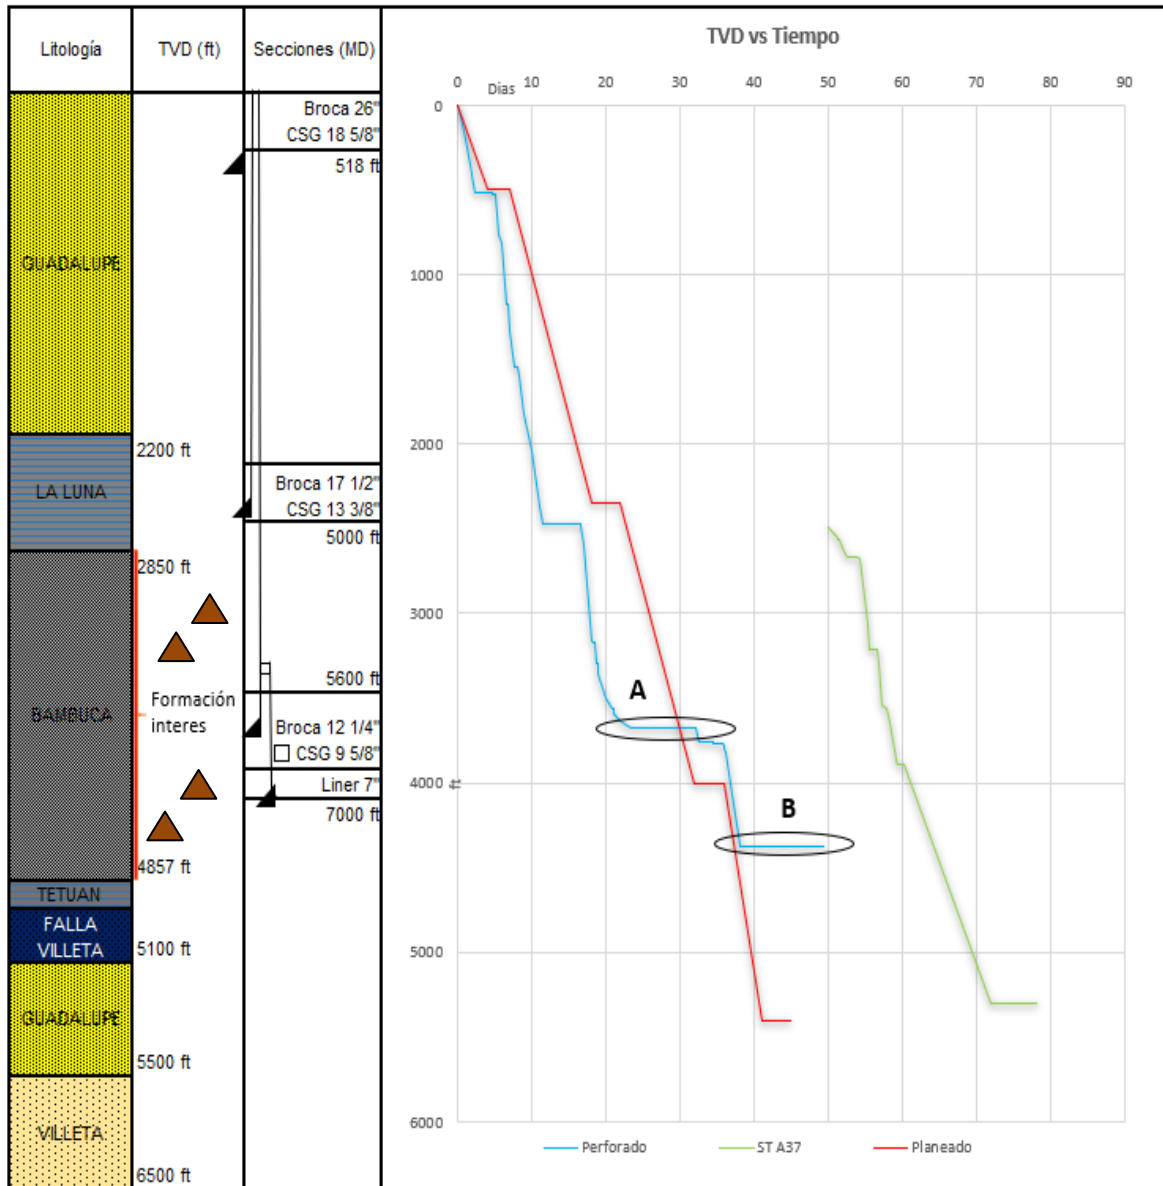 Litología
TVD (ft)
Secciones (MD)
GUADALUPE
2200 ft
LA LUNA
2850 ft
BAMBUCA
Formación
interes
4857 ft
TETUAN
FALLA
VILLETA
5100 ft
GUADALUPE
5500 ft
VILLETA
6500 ft
Broca 26"
CSG 18 5/8"
518 ft
Broca 17 1/2"
CSG 13 3/8"
5000 ft
5600 ft
Broca 12 1/4"
CSG 9 5/8"
Liner 7"
7000 ft
TVD vs Tiempo
0 10 20 30 40 50 60 70 80 90
Dias
0
1000
2000
3000
4000
5000
6000
ft
A
B
Perforado
ST A37
Planeado